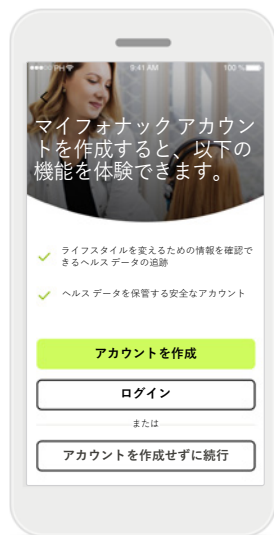 PH
9:41 AM
100 %
マイフォナック アカウン
トを作成すると、以下の
機能を体験できます。
ライフスタイルを変えるための情報を確認で
きるヘルス データの追跡
ヘルス データを保管する安全なアカウント
アカウントを作成
ログイン
または
アカウントを作成せずに続行